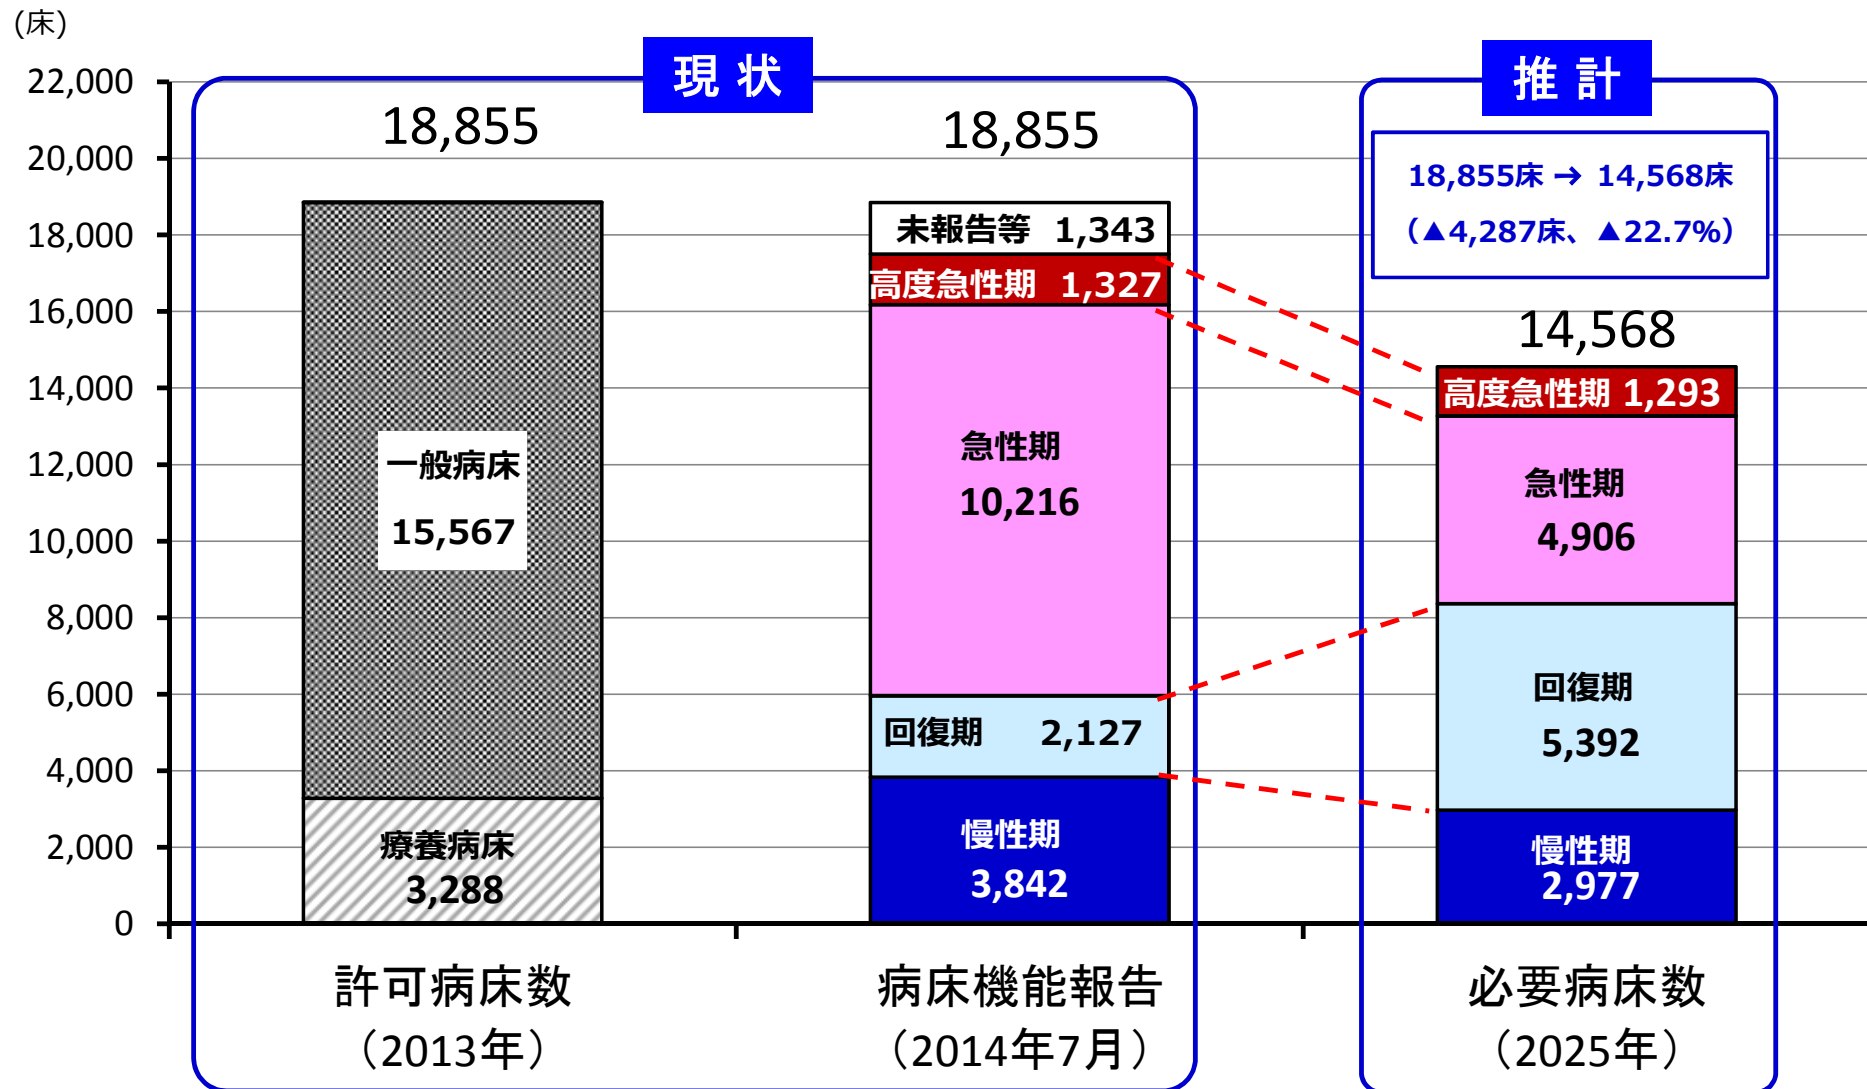 (床)
22,000
20,000
18,000
16,000
14,000
12,000
10,000
8,000
6,000
4,000
2,000
0
現 状
18,855
一般病床
15,567
療養病床
3,288
18,855
未報告等 1,343
高度急性期 1,327
急性期
10,216
回復期 2,127
慢性期
3,842
推 計
18,855床 → 14,568床
(▲4,287床、▲22.7%)
14,568
高度急性期 1,293
急性期
4,906
回復期
5,392
慢性期
2,977
許可病床数
（2013年）
病床機能報告
（2014年7月）
必要病床数
（2025年）